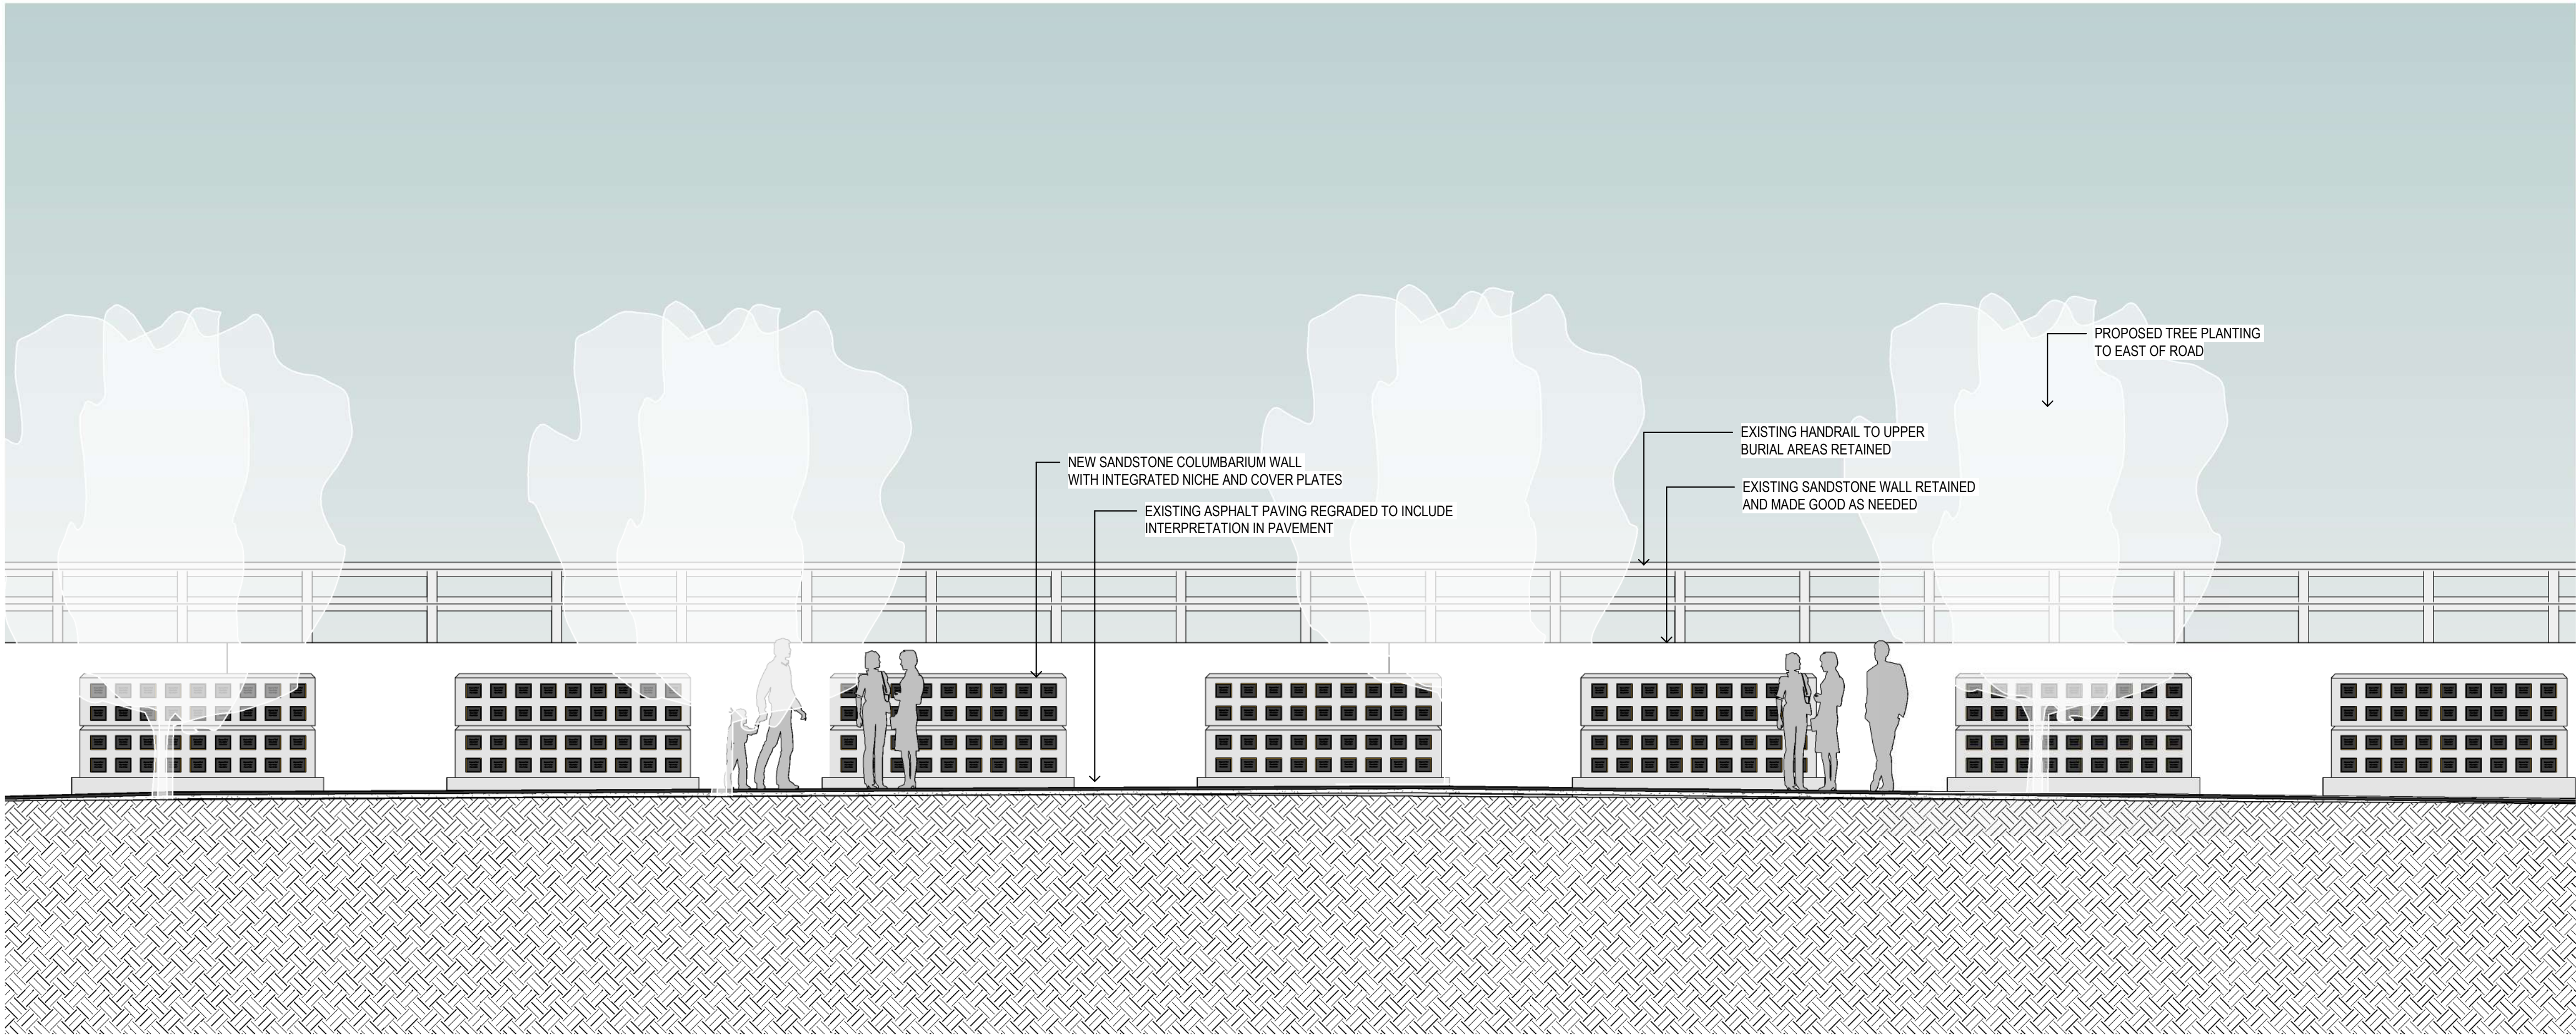 PROPOSED TREE PLANTING
TO EAST OF ROAD
EXISTING HANDRAIL TO UPPER
BURIAL AREAS RETAINED
NEW SANDSTONE COLUMBARIUM WALL
WITH INTEGRATED NICHE AND COVER PLATES
EXISTING SANDSTONE WALL RETAINED
AND MADE GOOD AS NEEDED
EXISTING ASPHALT PAVING REGRADED TO INCLUDE
INTERPRETATION IN PAVEMENT